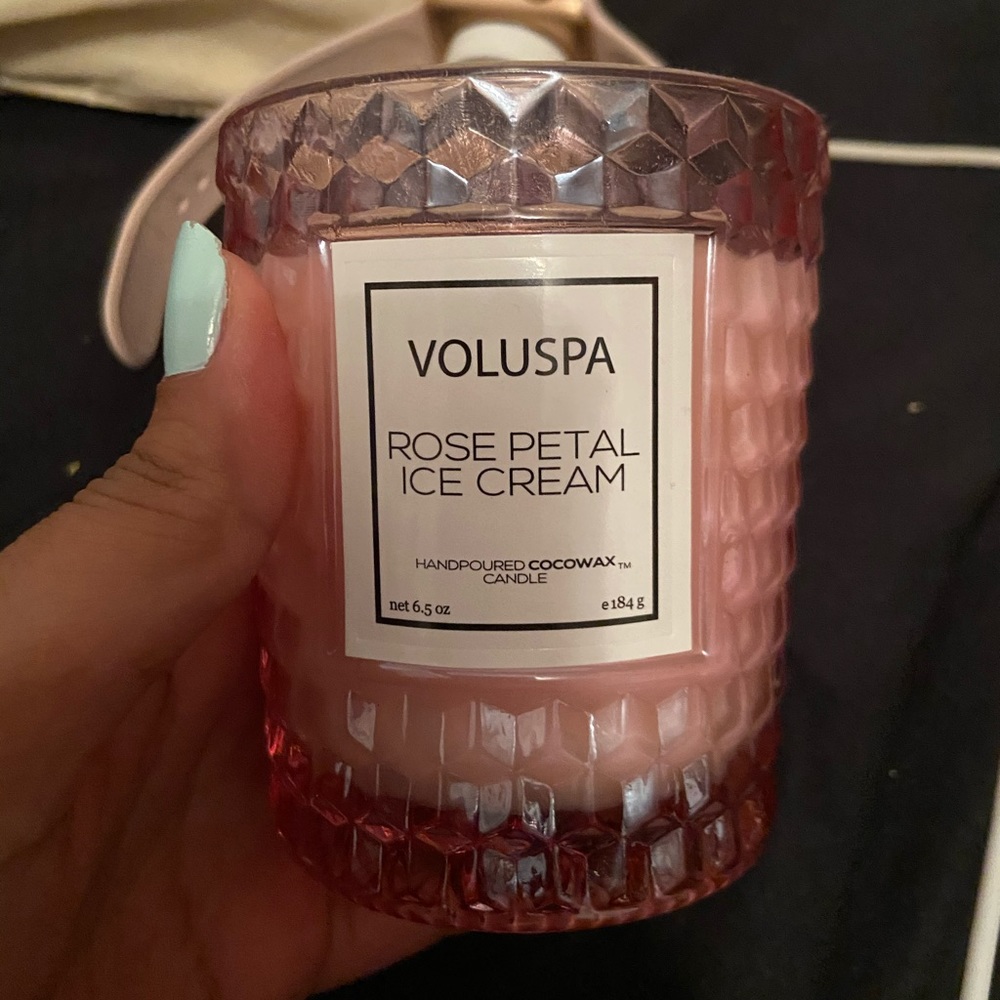 VOLUSPA
ROSE PETAL
ICE CREAM
HANDPOURED COCOWAX™
CANDLE
net 6.5 oz
e 184 g